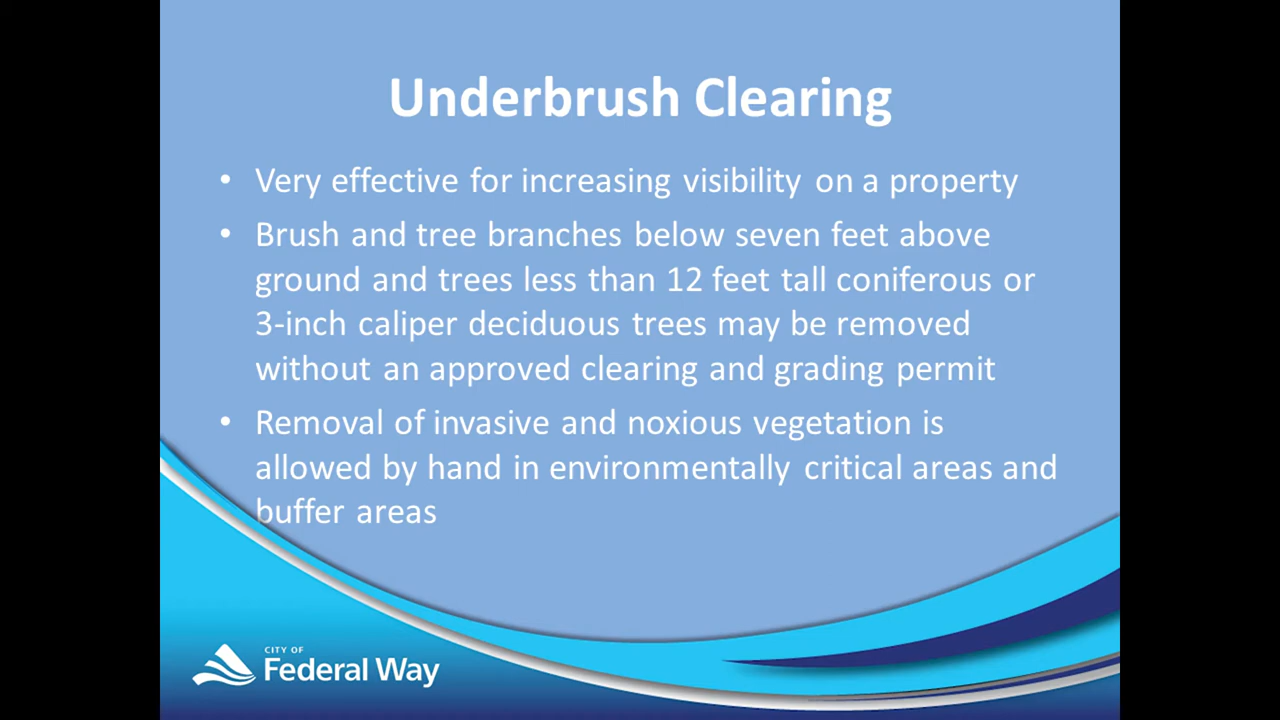 Underbrush Clearing
• Very effective for increasing visibility on a property
• Brush and tree branches below seven feet above
ground and trees less than 12 feet tall coniferous or
3-inch caliper deciduous trees may be removed
without an approved clearing and grading permit
• Removal of invasive and noxious vegetation is
allowed by hand in environmentally critical areas and
buffer areas
CITY OF
Federal Way